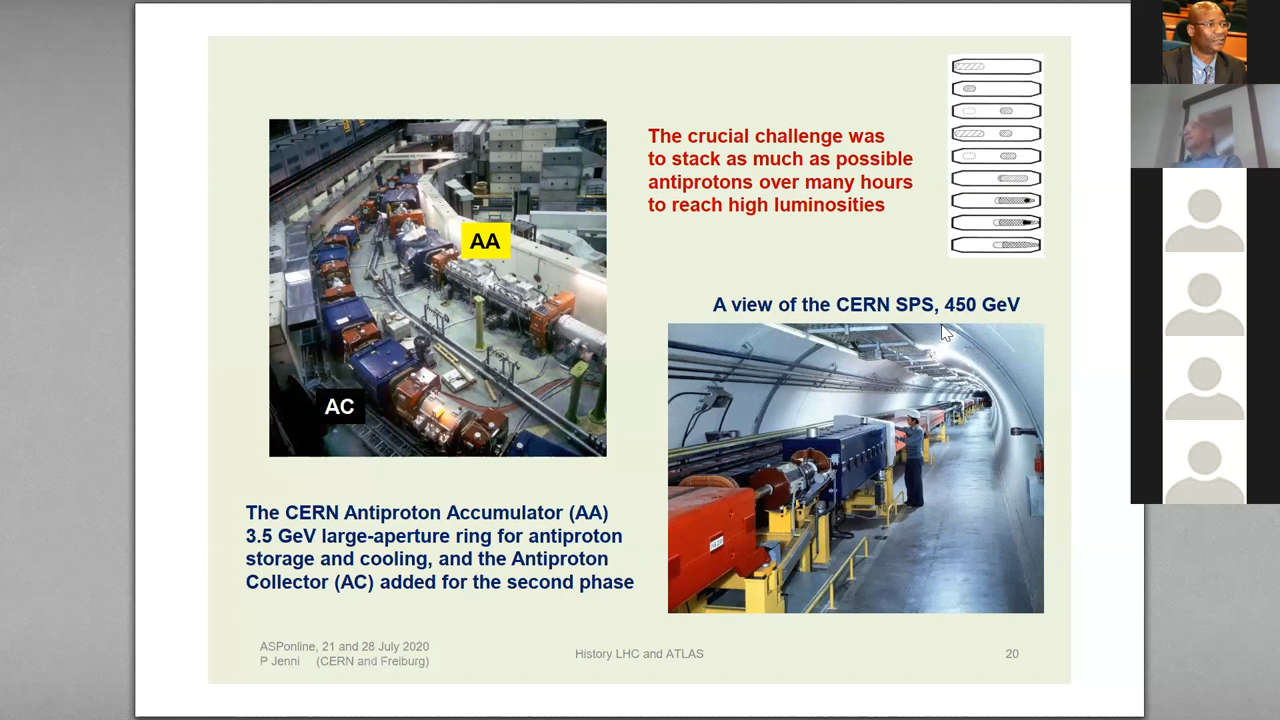 The crucial challenge was
to stack as much as possible
antiprotons over many hours
to reach high luminosities
AA
AC
A view of the CERN SPS, 450 GeV
The CERN Antiproton Accumulator (AA)
3.5 GeV large-aperture ring for antiproton
storage and cooling, and the Antiproton
Collector (AC) added for the second phase
ASPonline, 21 and 28 July 2020
P Jenni (CERN and Freiburg)
History LHC and ATLAS
20